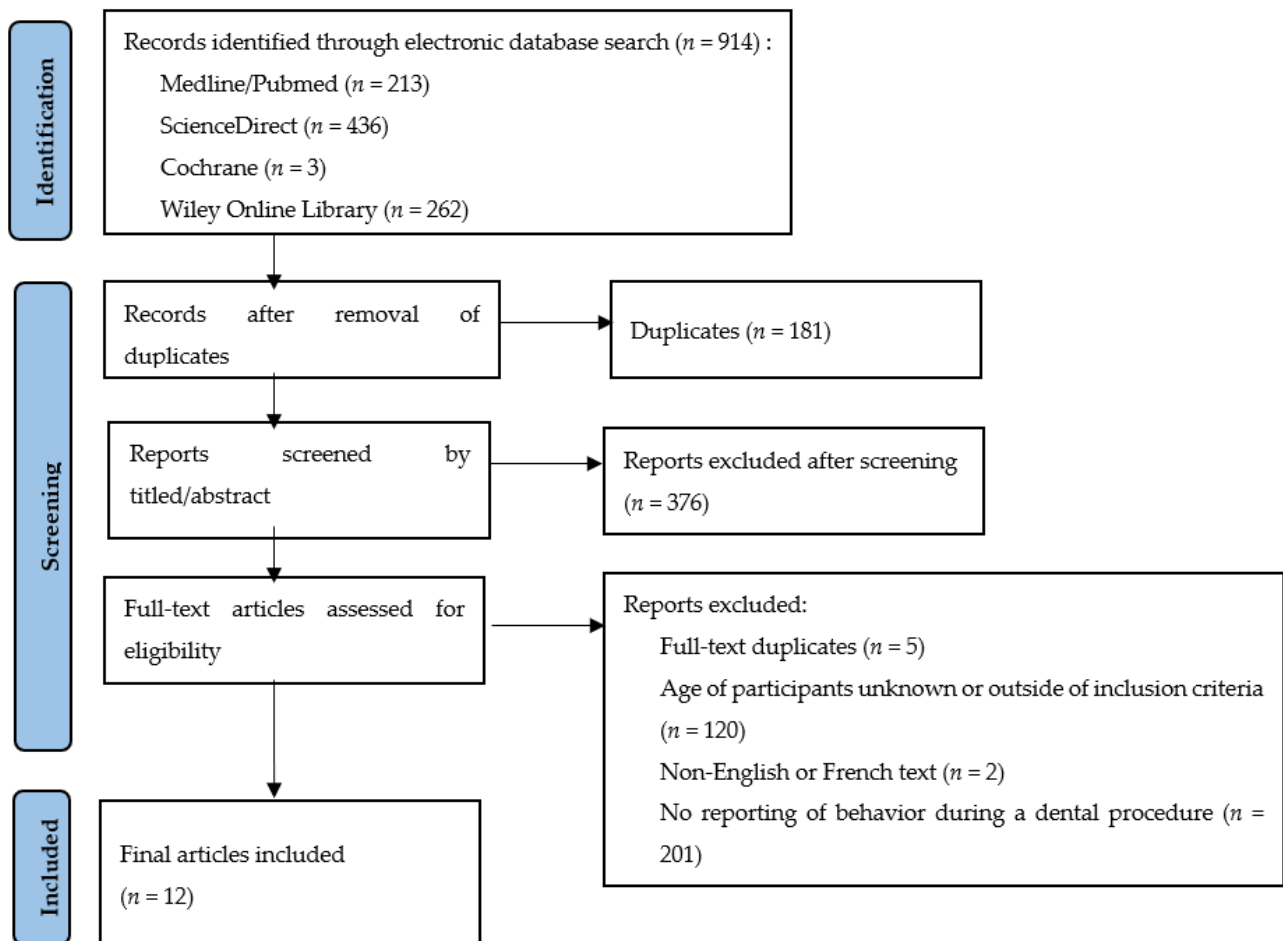 Identification
Records identified through electronic database search (n = 914) :
Medline/Pubmed (n = 213)
ScienceDirect (n = 436)
Cochrane (n = 3)
Wiley Online Library (n = 262)
Screening
Records after removal of
duplicates
Duplicates (n = 181)
Reports screened by
titled/abstract
Reports excluded after screening
(n = 376)
Full-text articles assessed for
eligibility
Reports excluded:
Full-text duplicates (n = 5)
Age of participants unknown or outside of inclusion criteria
(n = 120)
Non-English or French text (n = 2)
No reporting of behavior during a dental procedure (n =
201)
Included
Final articles included
(n = 12)